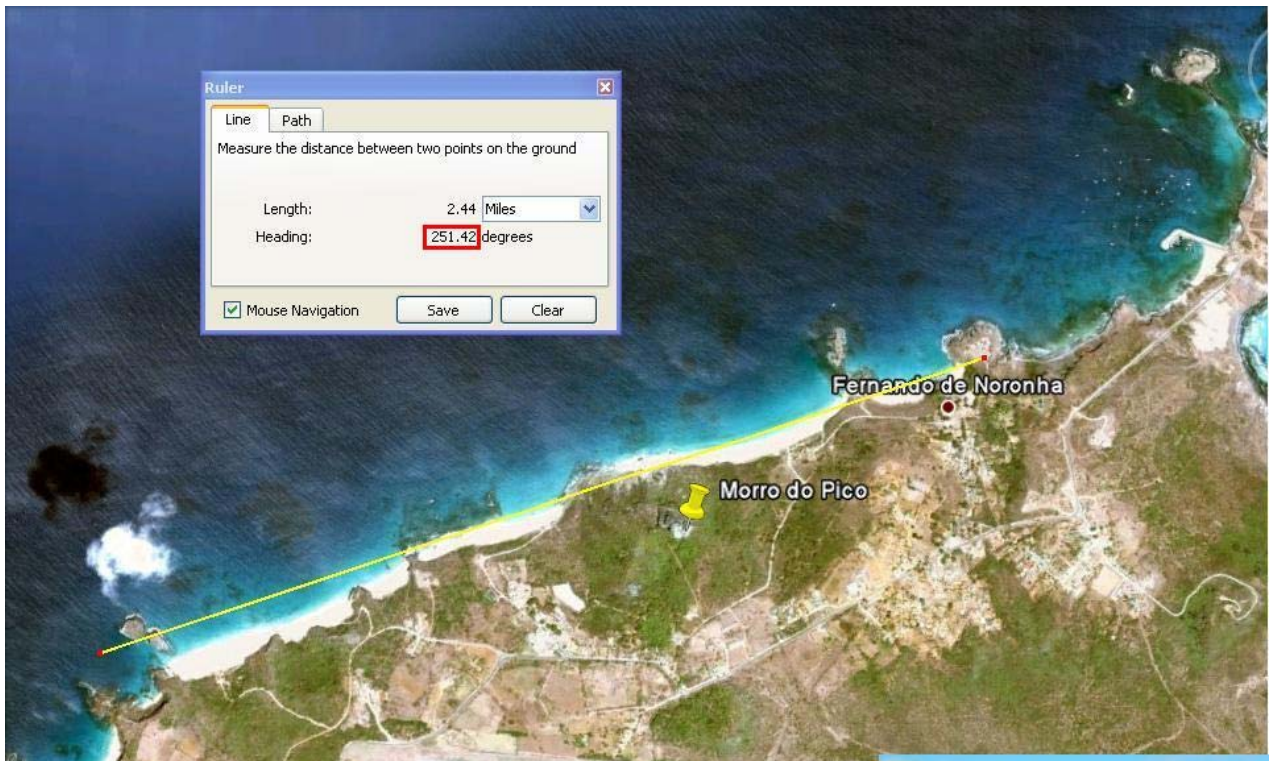 Ruler
Line Path
Measure the distance between two points on the ground
Length: 2.44 Miles
Heading: 251.42 degrees
Mouse Navigation Save Clear
Fernando de Noronha
Morro do Pico